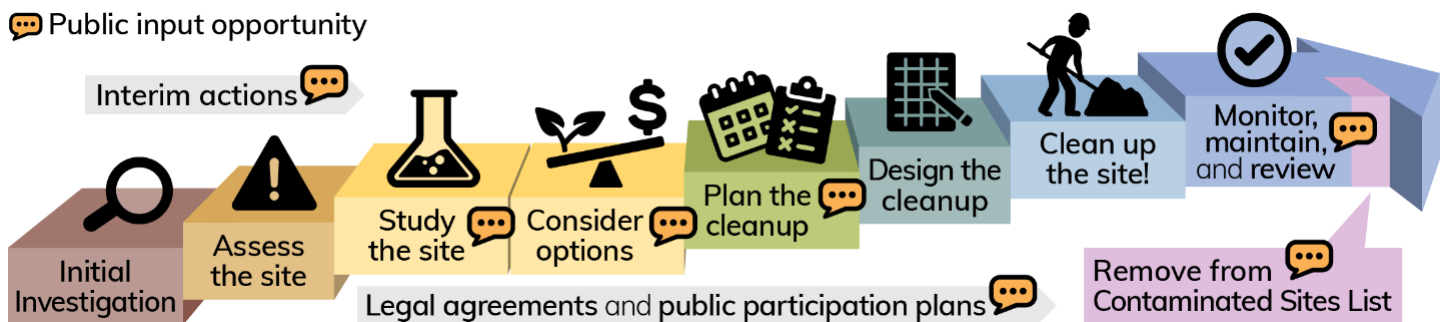 Public input opportunity
Interim actions
Initial
Investigation
Assess
the site
Study
the site
Consider
options
$
Plan the
cleanup
Design the
cleanup
Clean up
the site!
Monitor,
maintain,
and review
Legal agreements and public participation plans
Remove from
Contaminated Sites List